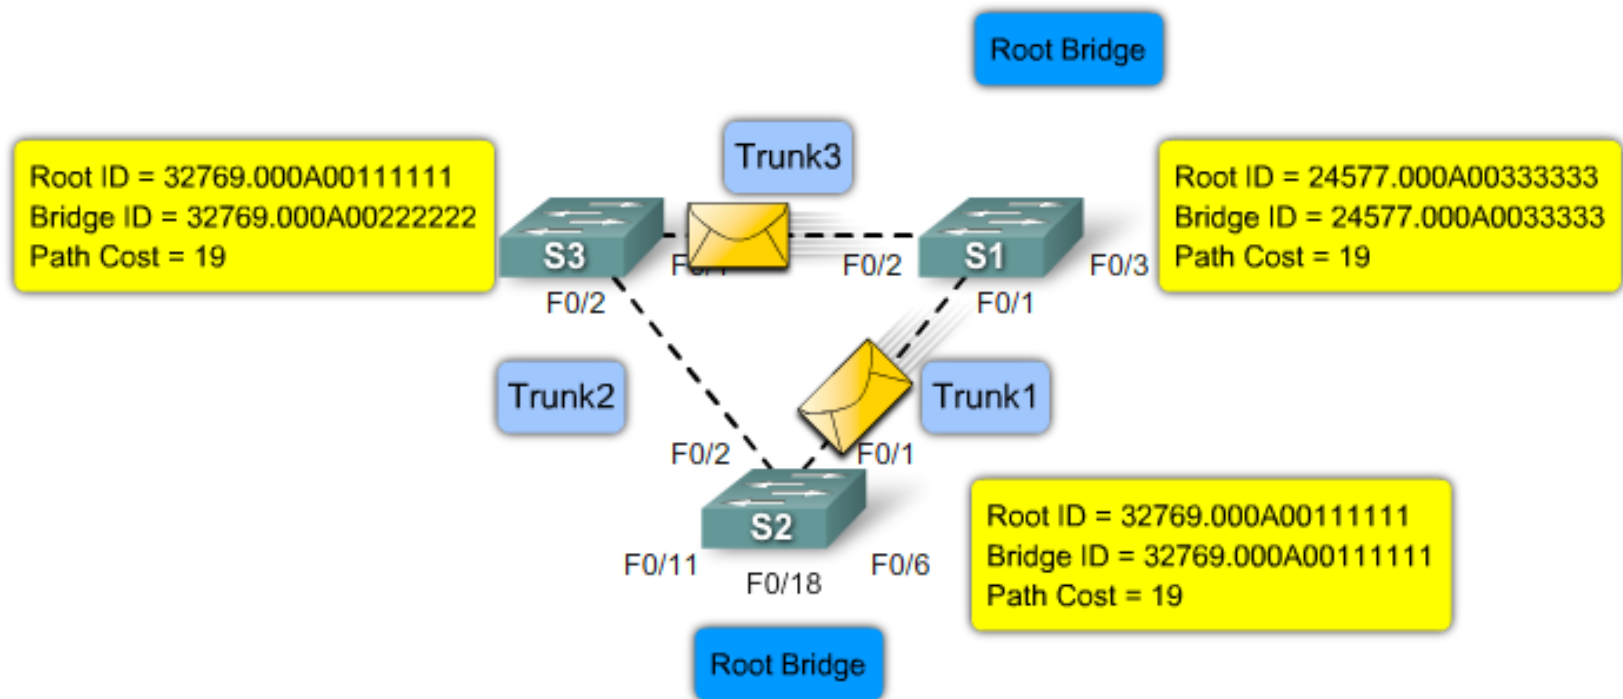 Root Bridge
Trunk3
Root ID = 32769.000A00111111
Bridge ID = 32769.000A00222222
Path Cost = 19
Root ID = 24577.000A00333333
Bridge ID = 24577.000A0033333
Path Cost = 19
S3
F0/1
F0/2
S1
F0/3
F0/2
F0/1
Trunk2
Trunk1
F0/2
F0/1
S2
F0/11
F0/18
F0/6
Root ID = 32769.000A00111111
Bridge ID = 32769.000A00111111
Path Cost = 19
Root Bridge